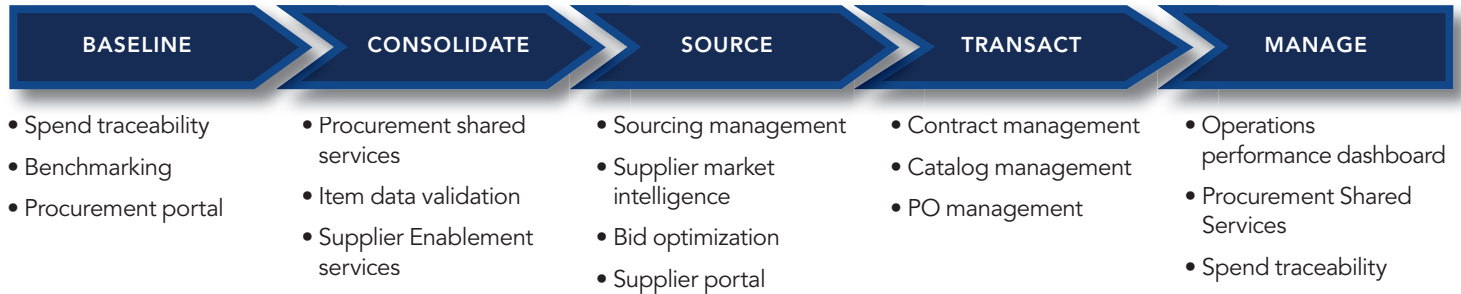 BASELINE
CONSOLIDATE
SOURCE
TRANSACT
MANAGE
• Spend traceability
• Benchmarking
• Procurement portal
• Procurement shared
services
• Item data validation
• Supplier Enablement
services
• Sourcing management
• Supplier market
intelligence
• Bid optimization
• Supplier portal
• Contract management
• Catalog management
• PO management
• Operations
performance dashboard
• Procurement Shared
Services
• Spend traceability